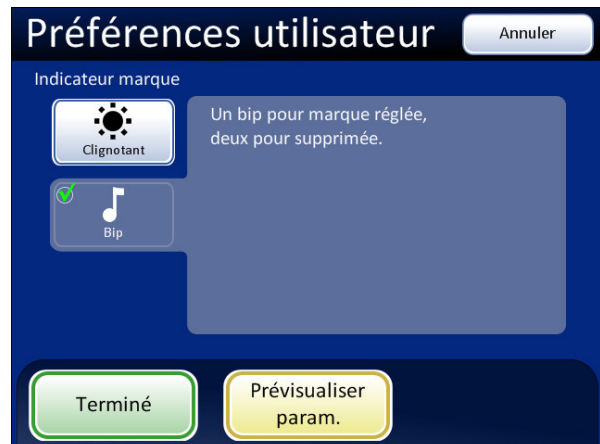 Préférences utilisateur
Annuler
Indicateur marque
Clignotant
Un bip pour marque réglée,
deux pour supprimée.
Bip
Terminé
Prévisualiser
param.